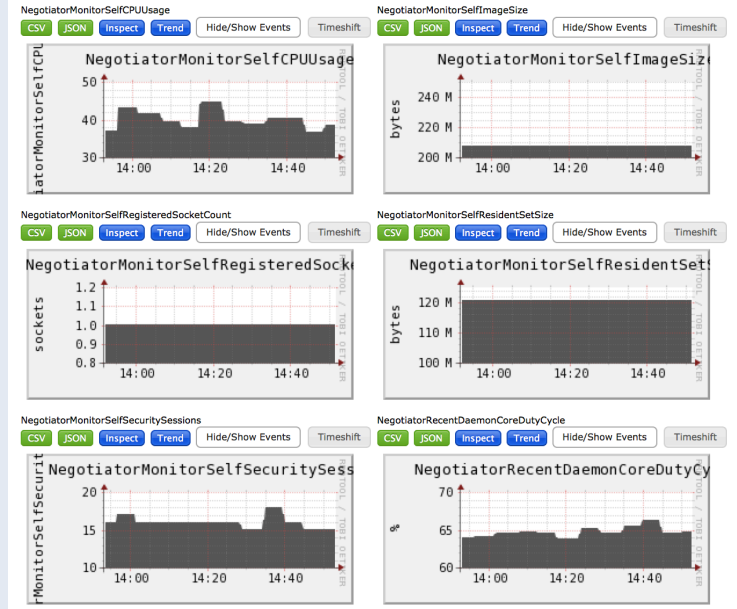 NegotiatorMonitorSelfCPUUsage
CSV JSON Inspect Trend Hide/Show Events Timeshift
NegotiatorMonitorSelfCPUUsage
iatorMonitorSelfCPU
50
40
30
14:00 14:20 14:40
RRDTOOL / TOBI OETIKER
NegotiatorMonitorSelfImageSize
CSV JSON Inspect Trend Hide/Show Events Timeshift
NegotiatorMonitorSelfImageSize
bytes
240 M
220 M
200 M
14:00 14:20 14:40
RRDTOOL / TOBI OETIKER
NegotiatorMonitorSelfRegisteredSocketCount
CSV JSON Inspect Trend Hide/Show Events Timeshift
NegotiatorMonitorSelfRegisteredSocke
sockets
1.2
1.1
1.0
0.9
0.8
14:00 14:20 14:40
RRDTOOL / TOBI OETIKER
NegotiatorMonitorSelfResidentSetSize
CSV JSON Inspect Trend Hide/Show Events Timeshift
NegotiatorMonitorSelfResidentSetS
bytes
120 M
110 M
100 M
14:00 14:20 14:40
RRDTOOL / TOBI OETIKER
NegotiatorMonitorSelfSecuritySessions
CSV JSON Inspect Trend Hide/Show Events Timeshift
NegotiatorMonitorSelfSecuritySess
rMonitorSelfSecurit
20
15
10
14:00 14:20 14:40
RRDTOOL / TOBI OETIKER
NegotiatorRecentDaemonCoreDutyCycle
CSV JSON Inspect Trend Hide/Show Events Timeshift
NegotiatorRecentDaemonCoreDutyCy
%
70
65
60
14:00 14:20 14:40
RRDTOOL / TOBI OETIKER